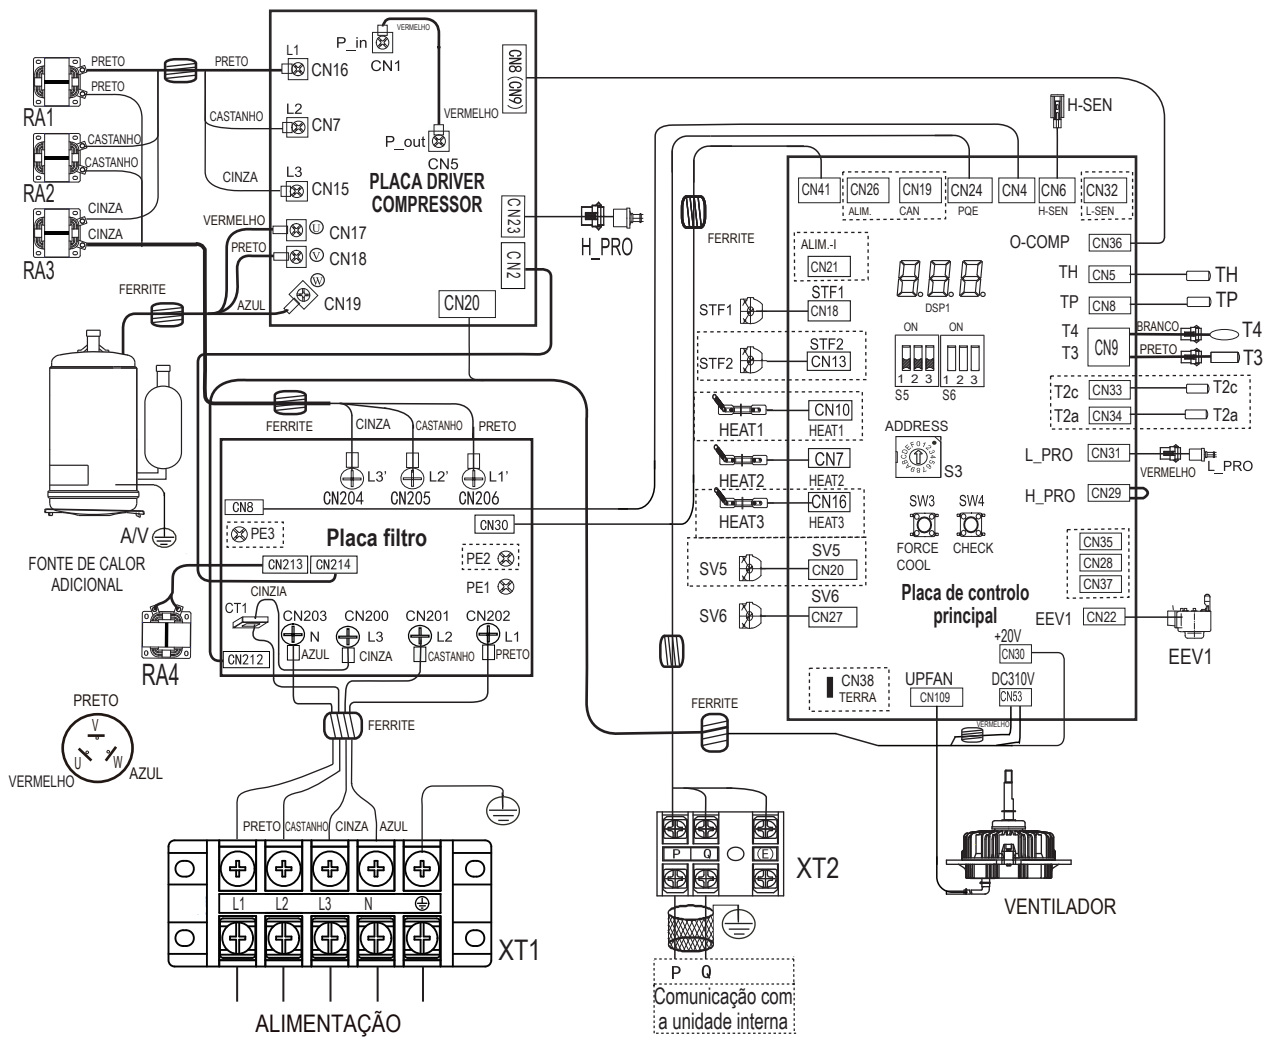 VERMELHO
P_in
CN1
CN8 (CN9)
L1
CN16
PRETO
PRETO
PRETO
RA1
CASTANHO
L2
CN7
VERMELHO
P_out
CN5
H-SEN
CASTANHO
CASTANHO
RA2
CINZA
L3
CN15
PLACA DRIVER
COMPRESSOR
CINZA
CINZA
RA3
VERMELHO
U
CN17
PRETO
V
CN18
W
CN19
AZUL
FERRITE
CN23
CN2
CN20
H_PRO
FERRITE
CN41
CN26
CN19
CN24
CN4
CN6
CN32
ALIM.
CAN
PQE
H-SEN
L-SEN
O-COMP
CN36
ALIM.-I
CN21
TH
CN5
TH
DSP1
STF1
STF1
CN18
TP
CN8
TP
ON
ON
T4
T3
CN9
BRANCO
T4
PRETO
T3
STF2
STF2
CN13
1 2 3
1 2 3
S5
S6
T2c
CN33
T2c
T2a
CN34
T2a
CN10
HEAT1
HEAT1
ADDRESS
0123456789ABCDEF
S3
CN7
HEAT2
HEAT2
L_PRO
CN31
VERMELHO
L_PRO
H_PRO
CN29
CN16
HEAT3
HEAT3
SW3
SW4
FORCE
COOL
CHECK
CN35
CN28
CN37
SV5
SV5
CN20
Placa de controlo
principal
SV6
SV6
CN27
EEV1
CN22
EEV1
+20V
CN30
CN38
TERRA
UPFAN
CN109
DC310V
CN53
VERMELHO
FERRITE
CINZA
CASTANHO
PRETO
L3'
L2'
L1'
CN204
CN205
CN206
CN8
CN30
PE3
Placa filtro
PE2
PE1
CN213
CN214
A/V
FONTE DE CALOR
ADICIONAL
CINZIA
CT1
CN203
CN200
CN201
CN202
N
L3
L2
L1
AZUL
CINZA
CASTANHO
PRETO
CN212
RA4
PRETO
V
U
W
VERMELHO
AZUL
FERRITE
FERRITE
PRETO
CASTANHO
CINZA
AZUL
L1
L2
L3
N
XT1
ALIMENTAÇÃO
P
Q
(E)
XT2
P
Q
Comunicação com
a unidade interna
VENTILADOR